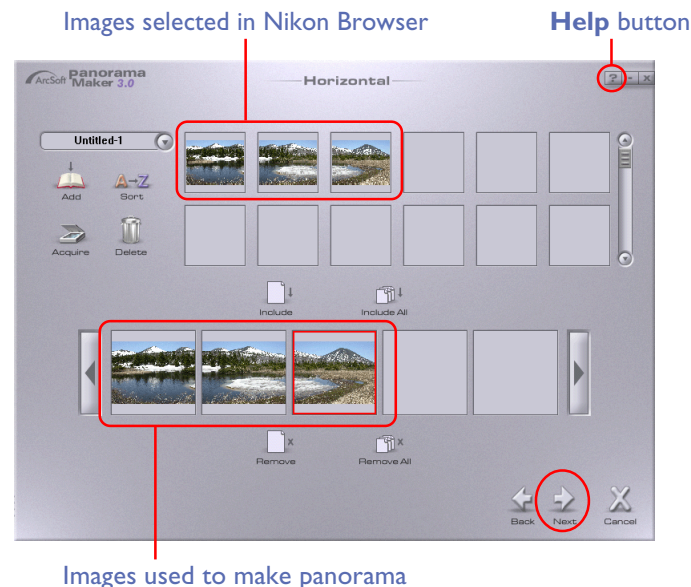 Images selected in Nikon Browser
Help button
ArcSoft Panorama Maker 3.0
Horizontal
? - x
Untitled-1
A-Z
Add
Sort
Acquire
Delete
Include
Include All
Remove
Remove All
Back
Next
Cancel
Images used to make panorama